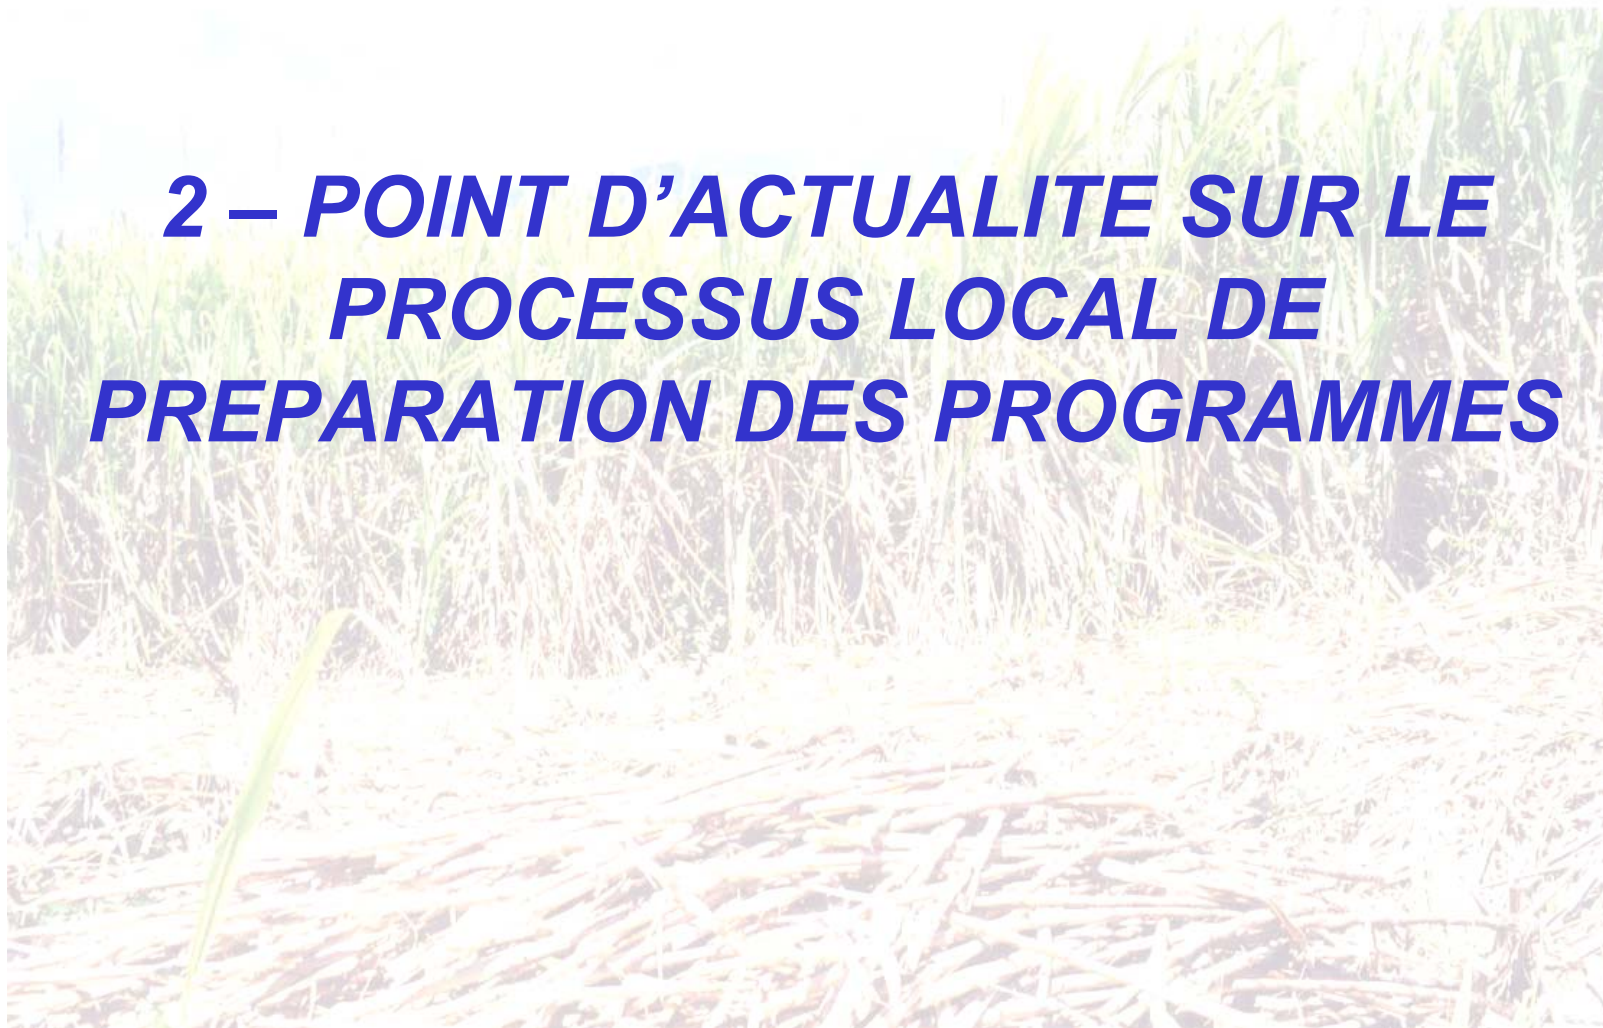 2 – POINT D’ACTUALITE SUR LE
PROCESSUS LOCAL DE
PREPARATION DES PROGRAMMES